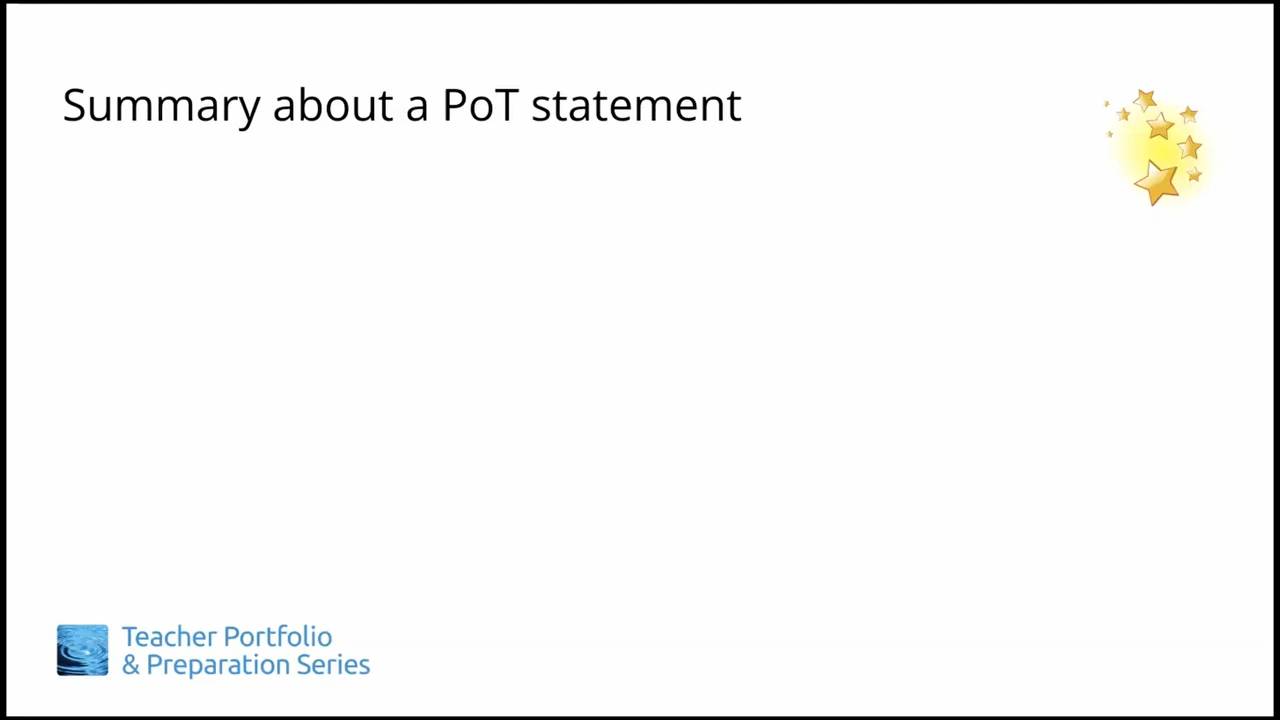 Summary about a PoT statement
Teacher Portfolio
& Preparation Series